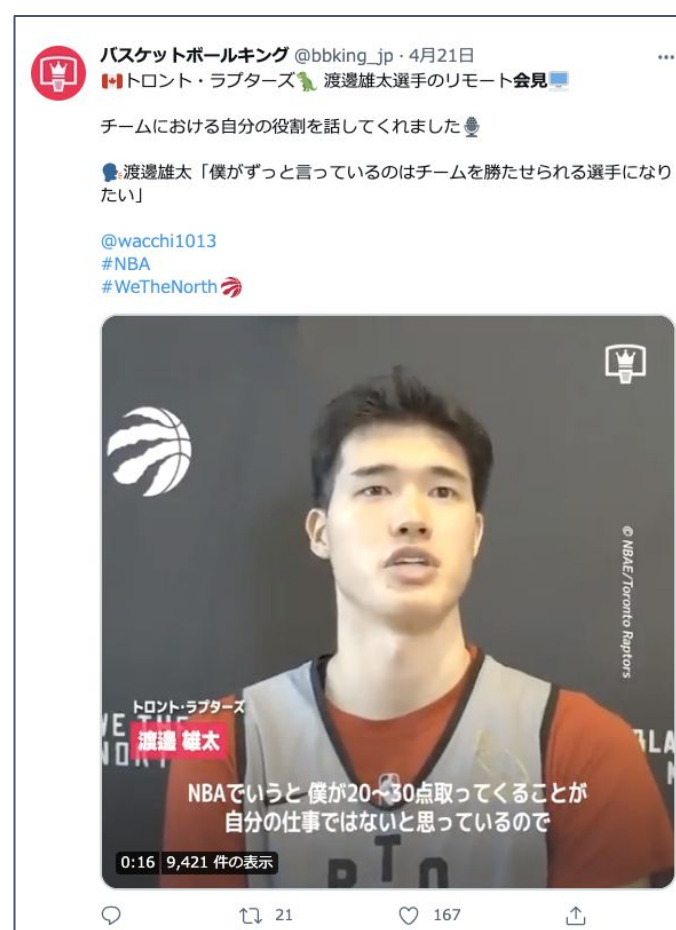 バスケットボールキング @bbking_jp · 4月21日
トロント・ラプターズ 渡邊雄太選手のリモート会見
チームにおける自分の役割を話してくれました
渡邊雄太「僕がずっと言っているのはチームを勝たせられる選手になり
たい」
@wacchi1013
#NBA
#WeTheNorth
© NBAE/Toronto Raptors
トロント・ラプターズ
渡邊 雄太
NBAでいうと 僕が20〜30点取ってくることが
自分の仕事ではないと思っているので
0:16 9,421 件の表示
21 167